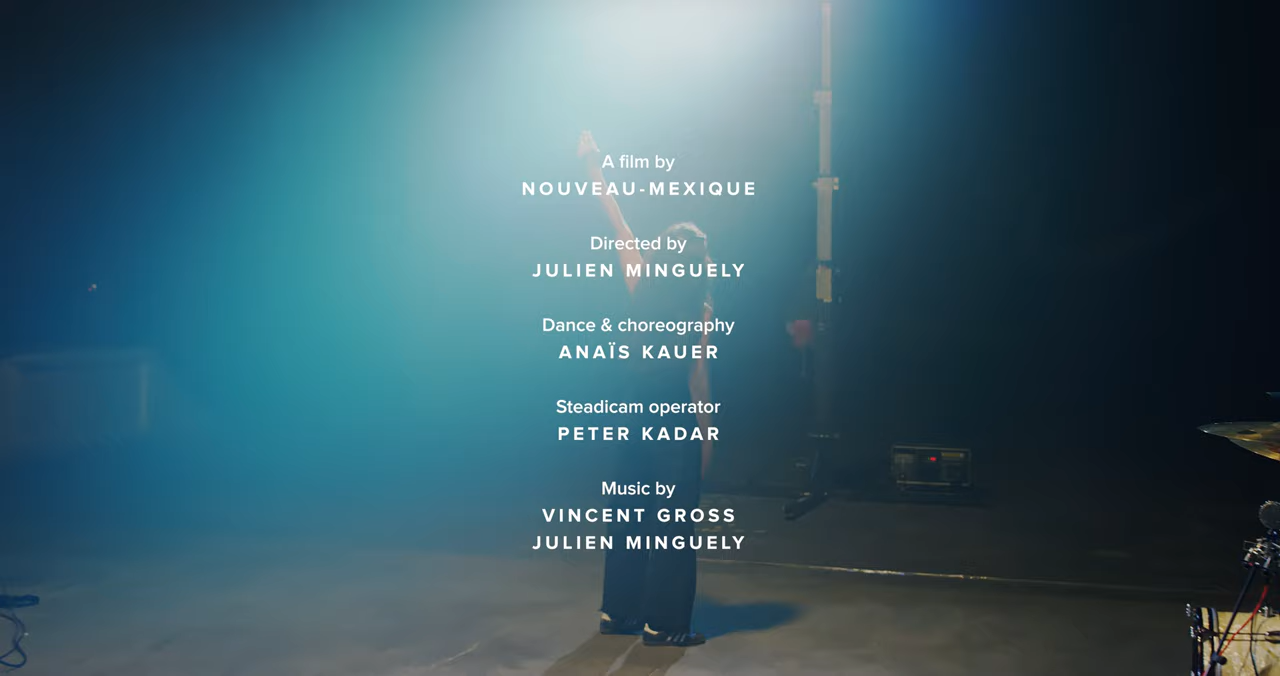 A film by
NOUVEAU-MEXIQUE
Directed by
JULIEN MINGUELY
Dance & choreography
ANAÏS KAUER
Steadicam operator
PETER KADAR
Music by
VINCENT GROSS
JULIEN MINGUELY